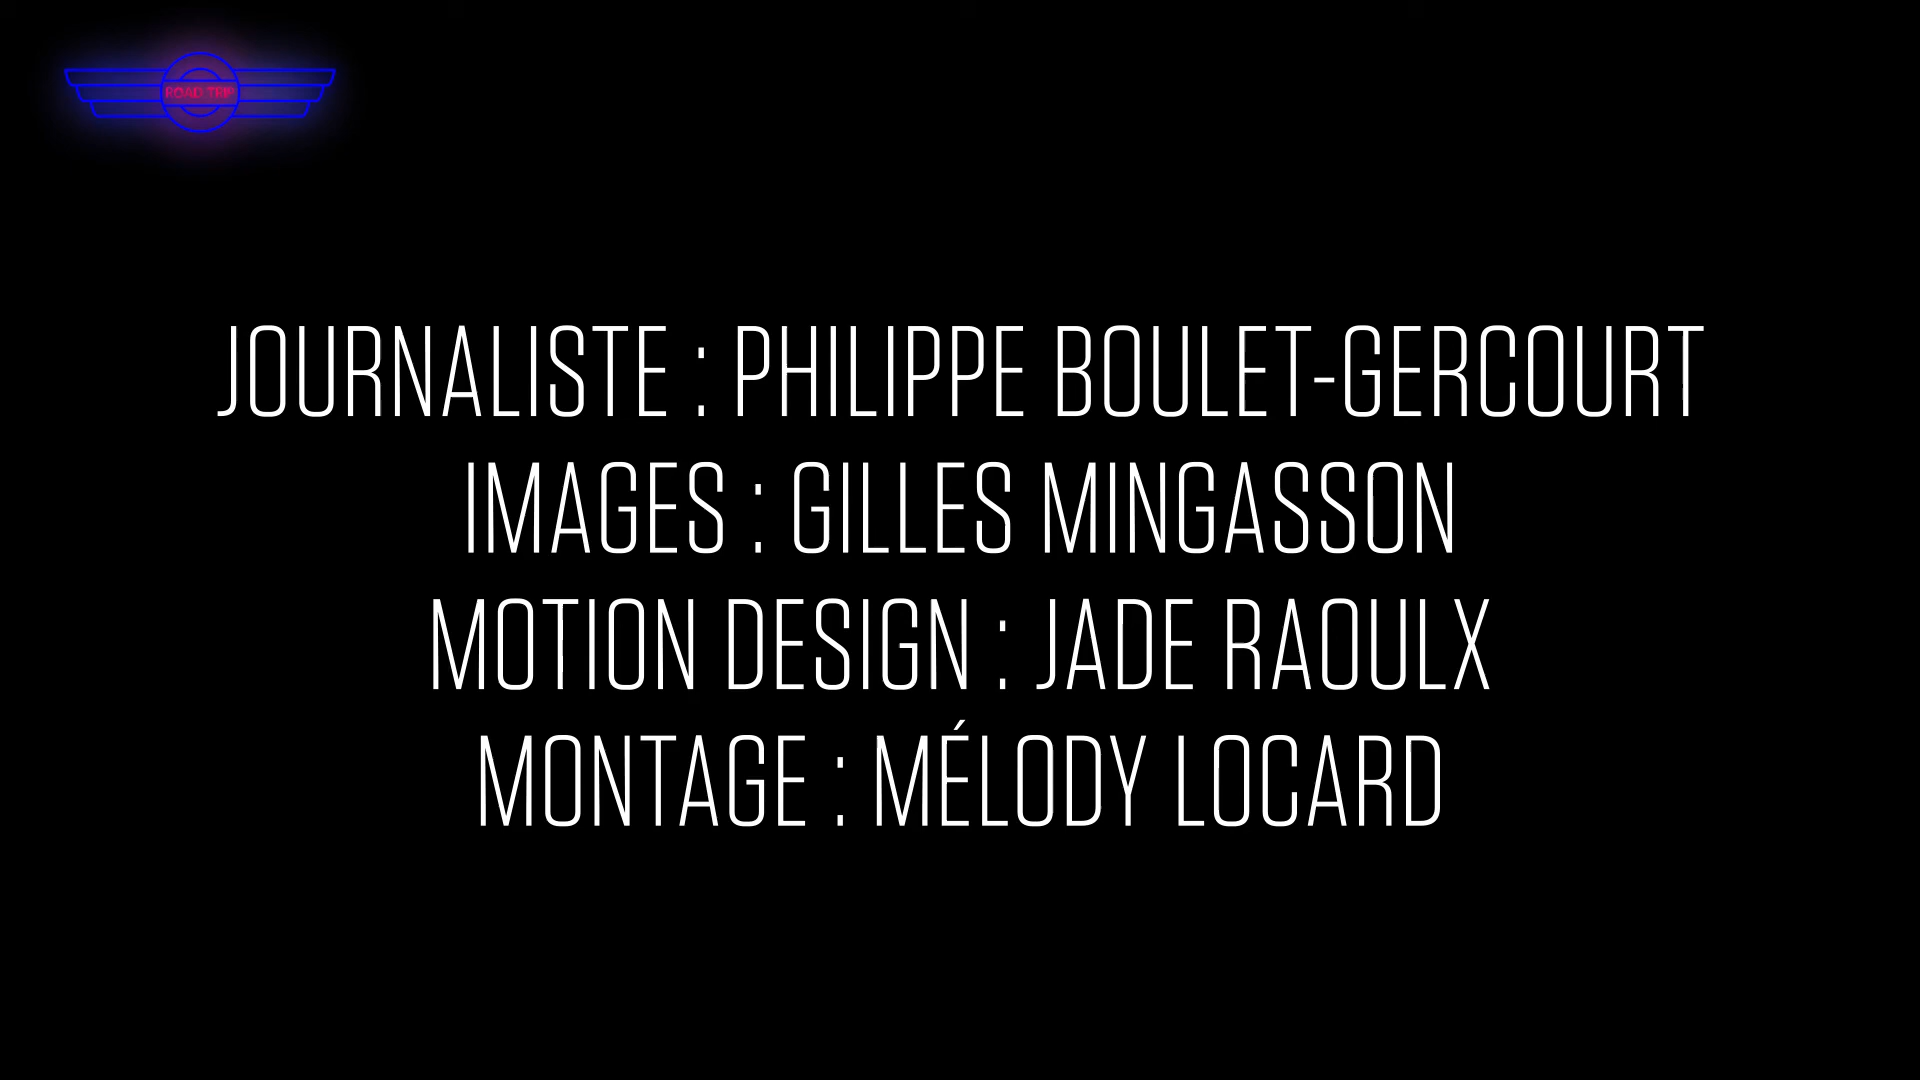 ROAD TRIP
JOURNALISTE : PHILIPPE BOULET-GERCOURT
IMAGES : GILLES MINGASSON
MOTION DESIGN : JADE RAOULX
MONTAGE : MÉLODY LOCARD